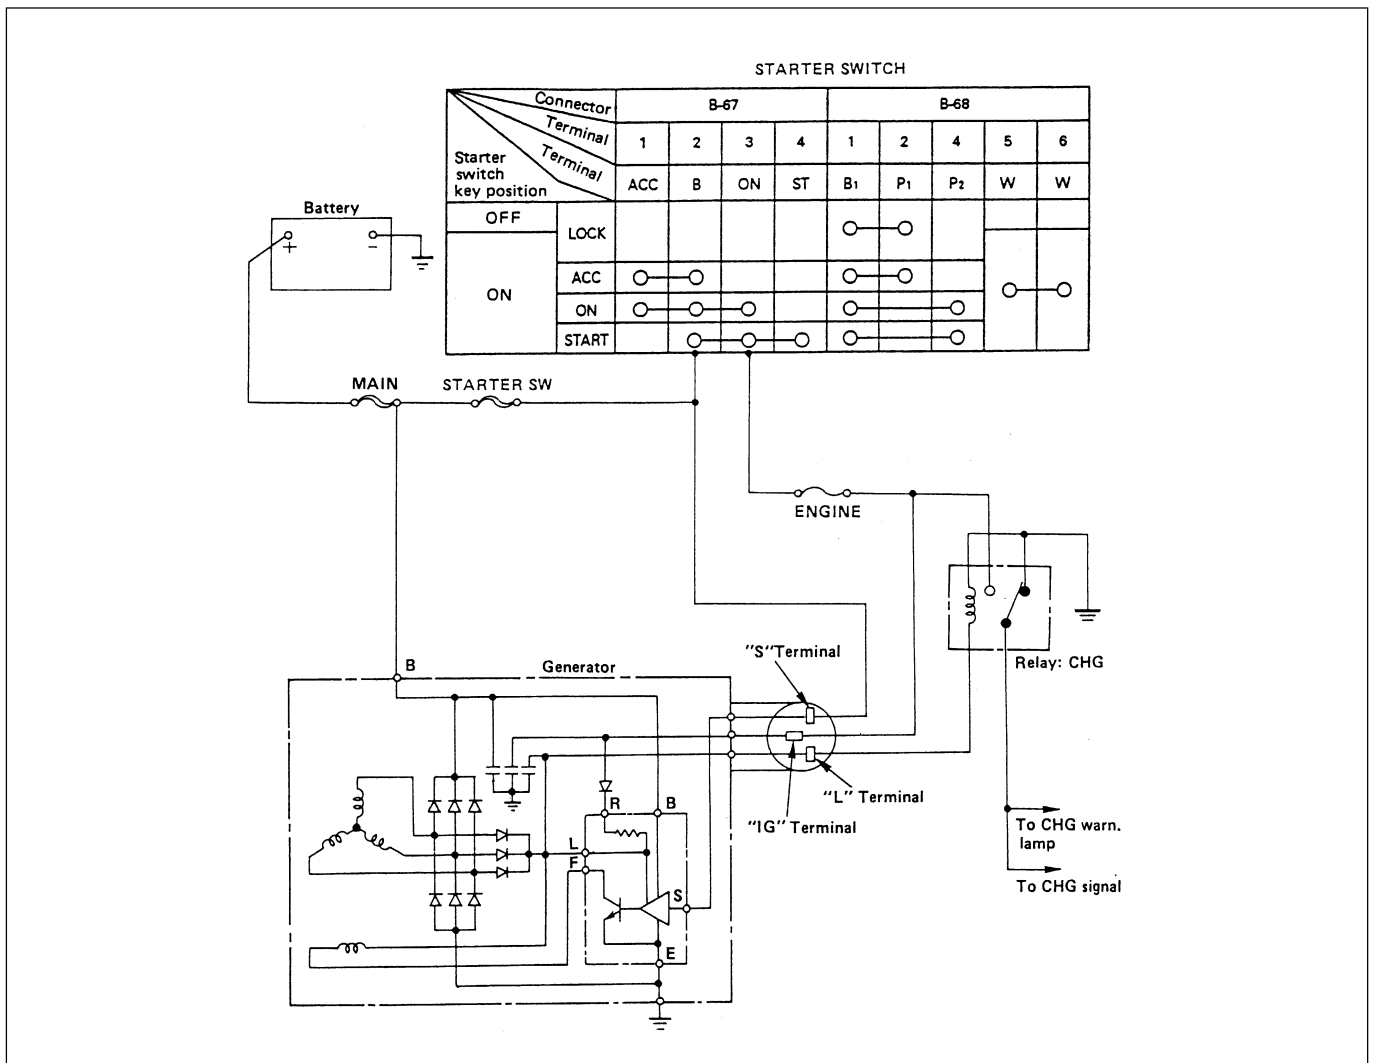 STARTER SWITCH
Connector
B-67
B-68
Terminal
1
2
3
4
1
2
4
5
6
Terminal
Starter
switch
key position
ACC
B
ON
ST
B1
P1
P2
W
W
OFF
LOCK
ON
ACC
ON
START
Battery
+
−
MAIN
STARTER SW
ENGINE
Relay: CHG
"S" Terminal
B
Generator
"L" Terminal
"IG" Terminal
To CHG warn.
lamp
To CHG signal
R
B
L
F
S
E